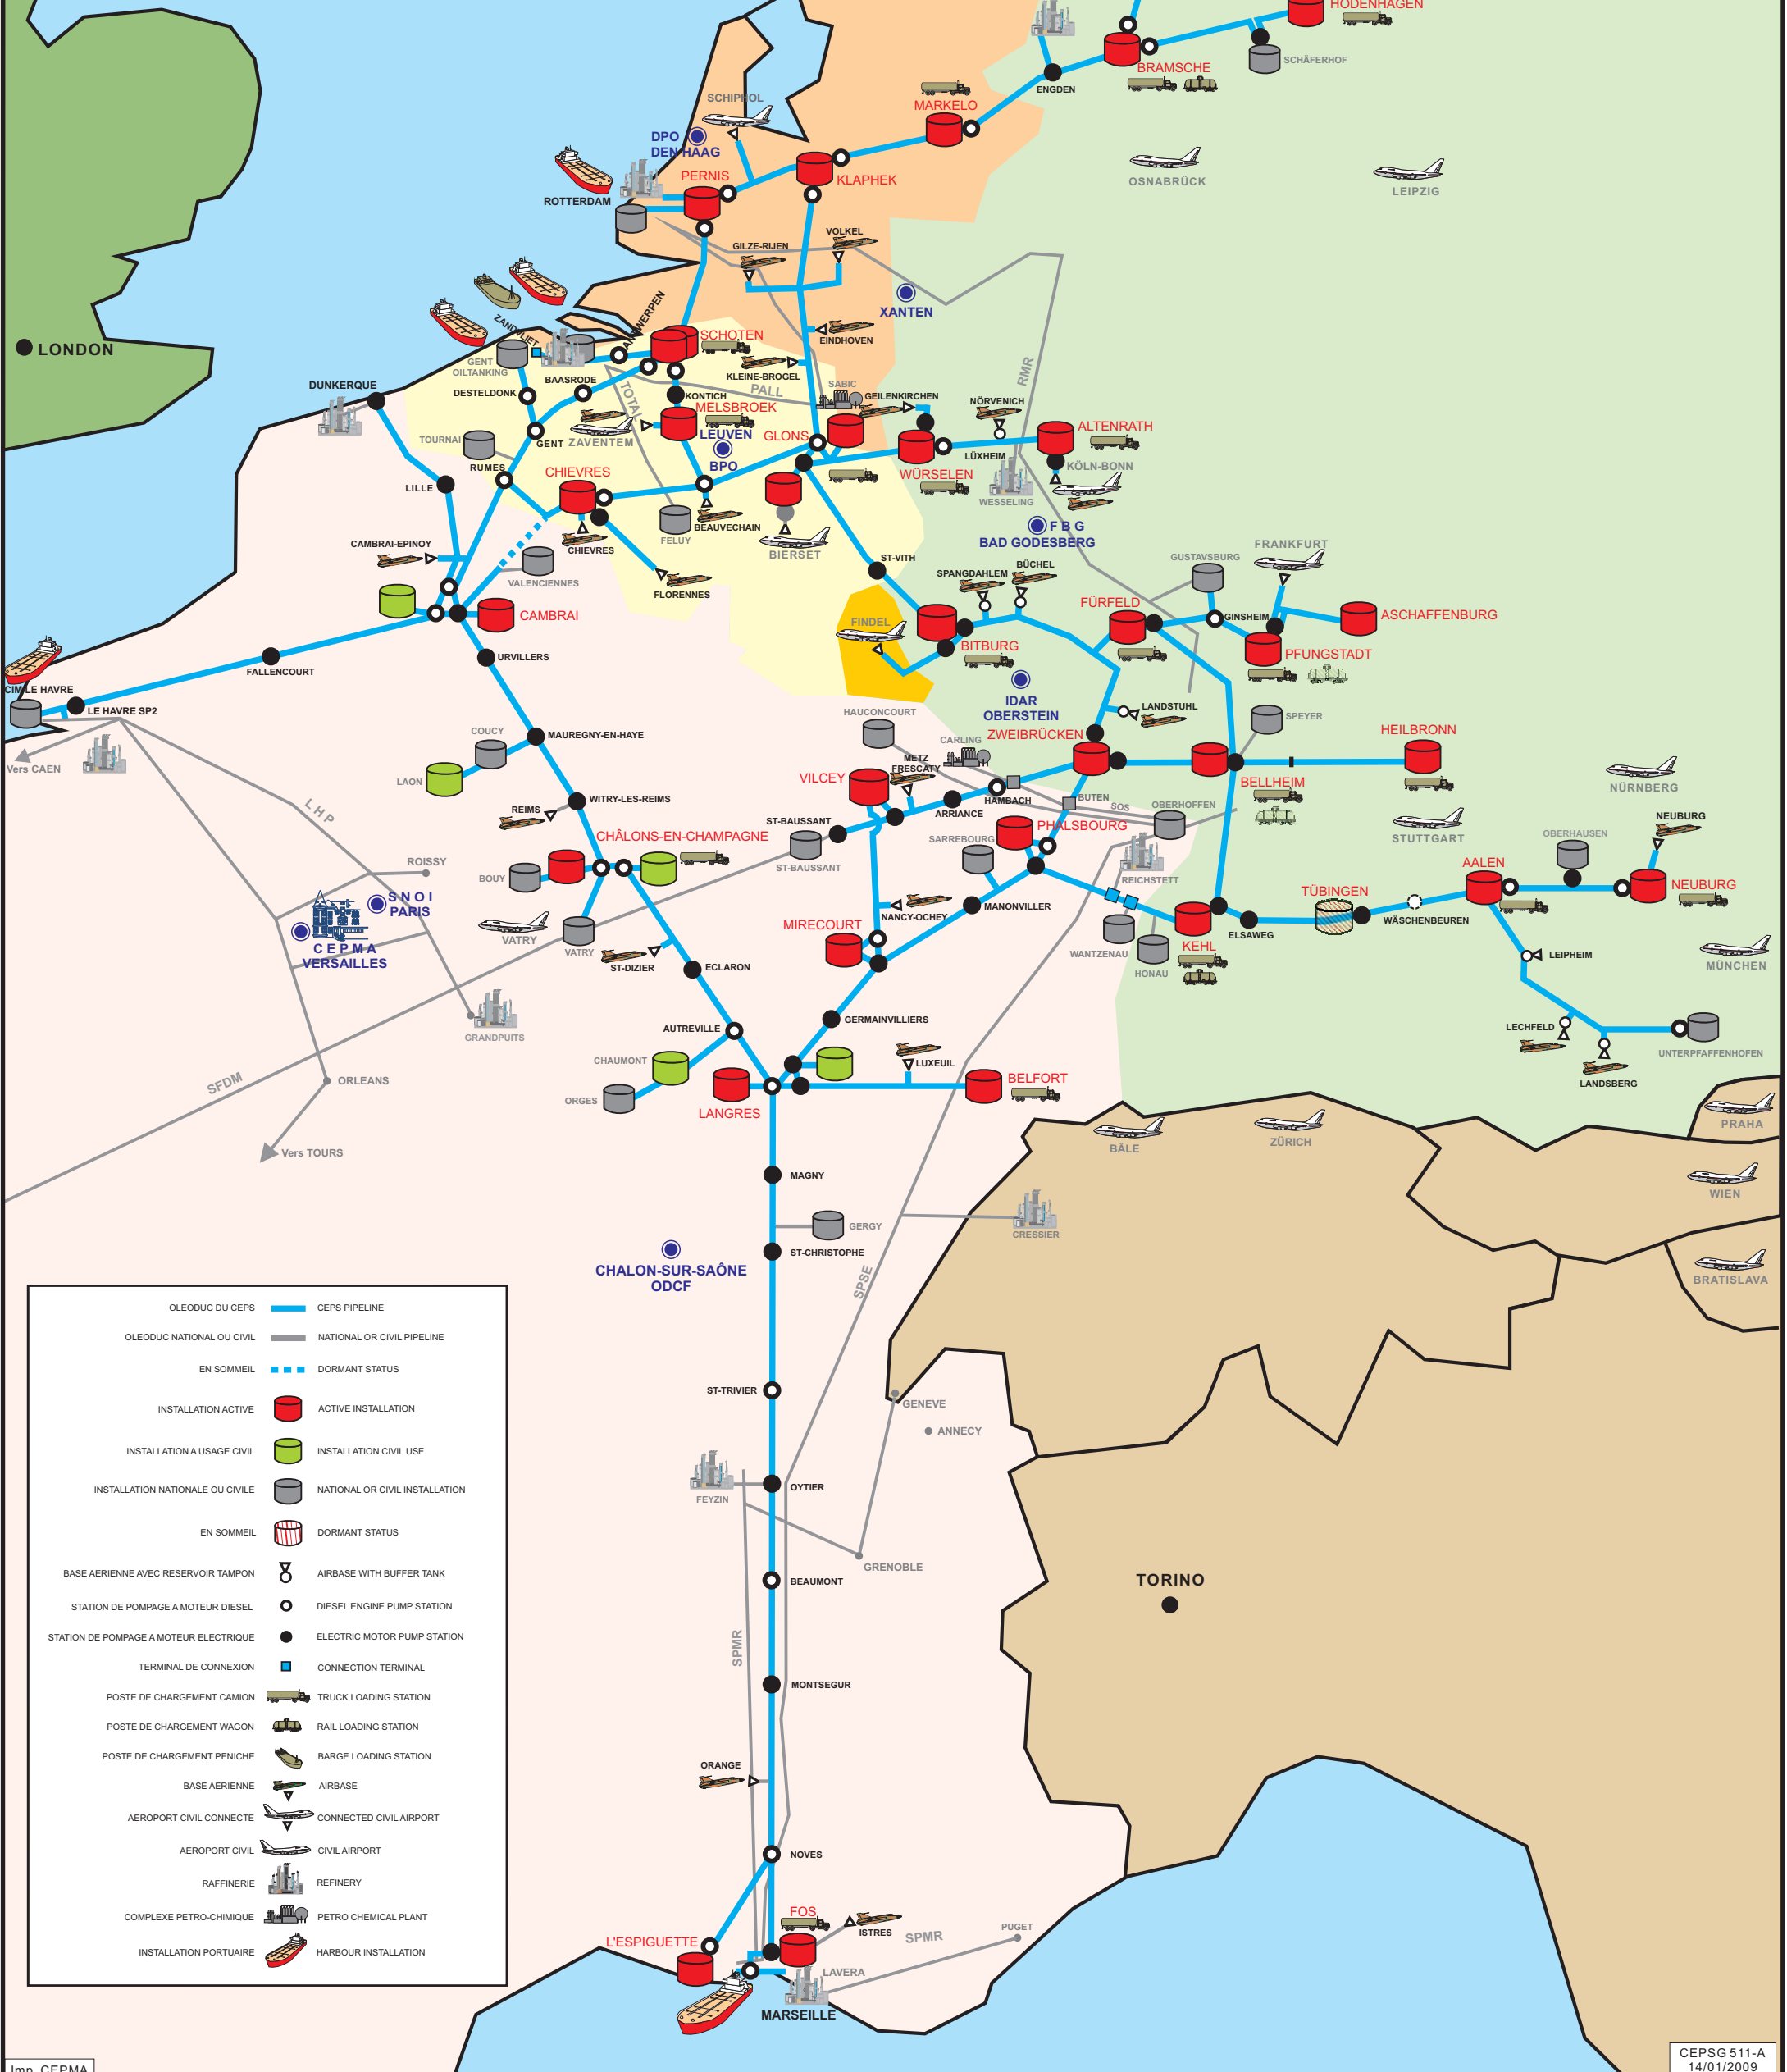 HODENHAGEN
SCHÄFERHOF
BRAMSCHE
ENGDEN
MARKELO
SCHIPHOL
DPO
DEN HAAG
OSNABRÜCK
LEIPZIG
PERNIS
KLAPHEK
ROTTERDAM
VOLKEL
GILZE-RIJEN
XANTEN
ZANDVLIET
ANTWERPEN
EINDHOVEN
SCHOTEN
LONDON
GENT
OILTANKING
KLEINE-BROGEL
RMR
DUNKERQUE
BAASRODE
DESTELDONK
TOTAL
PALL
SABIC
KONTICH
GEILENKIRCHEN
NÖRVENICH
MELSBROEK
ALTENRATH
TOURNAI
GENT
ZAVENTEM
LEUVEN
GLONS
LÜXHEIM
RUMES
CHIEVRES
BPO
KÖLN-BONN
WÜRSELEN
LILLE
WESSELING
BEAUVECHAIN
F B G
BAD GODESBERG
CAMBRAI-EPINOY
CHIEVRES
FELUY
BIERSET
ST-VITH
GUSTAVSBURG
FRANKFURT
VALENCIENNES
FLORENNES
SPANGDAHLEM
BÜCHEL
CAMBRAI
FINDEL
FÜRFELD
GINSHEIM
ASCHAFFENBURG
BITBURG
PFUNGSTADT
URVILLERS
FALLENCOURT
CIM LE HAVRE
LE HAVRE SP2
IDAR
OBERSTEIN
LANDSTUHL
HAUCONCOURT
SPEYER
COUCY
MAUREGNY-EN-HAYE
CARLING
ZWEIBRÜCKEN
HEILBRONN
Vers CAEN
LAON
METZ
FRESCATY
VILCEY
BELLHEIM
NÜRNBERG
L H P
REIMS
WITRY-LES-REIMS
HAMBACH
BUTEN
SOS
OBERHOFFEN
ARRIANCE
ST-BAUSSANT
PHALSBOURG
STUTTGART
NEUBURG
CHÂLONS-EN-CHAMPAGNE
SARREBOURG
OBERHAUSEN
ROISSY
BOUY
ST-BAUSSANT
REICHSTETT
AALEN
NEUBURG
S N O I
PARIS
MANONVILLER
TÜBINGEN
WÄSCHENBEUREN
NANCY-OCHEY
MIRECOURT
ELSAWEG
VATRY
VATRY
C E P M A
VERSAILLES
WANTZENAU
KEHL
LEIPHEIM
MÜNCHEN
ST-DIZIER
ECLARON
HONAU
GRANDPUITS
AUTREVILLE
GERMAINVILLIERS
LECHFELD
UNTERPFAFFENHOFEN
CHAUMONT
LUXEUIL
LANDSBERG
SFDM
ORLEANS
ORGES
LANGRES
BELFORT
PRAHA
Vers TOURS
BÂLE
ZÜRICH
MAGNY
WIEN
GERGY
CRESSIER
ST-CHRISTOPHE
CHALON-SUR-SAÔNE
ODCF
SPSE
BRATISLAVA
OLEODUC DU CEPS CEPS PIPELINE
OLEODUC NATIONAL OU CIVIL NATIONAL OR CIVIL PIPELINE
EN SOMMEIL DORMANT STATUS
INSTALLATION ACTIVE ACTIVE INSTALLATION
INSTALLATION A USAGE CIVIL INSTALLATION CIVIL USE
INSTALLATION NATIONALE OU CIVILE NATIONAL OR CIVIL INSTALLATION
EN SOMMEIL DORMANT STATUS
BASE AERIENNE AVEC RESERVOIR TAMPON AIRBASE WITH BUFFER TANK
STATION DE POMPAGE A MOTEUR DIESEL DIESEL ENGINE PUMP STATION
STATION DE POMPAGE A MOTEUR ELECTRIQUE ELECTRIC MOTOR PUMP STATION
TERMINAL DE CONNEXION CONNECTION TERMINAL
POSTE DE CHARGEMENT CAMION TRUCK LOADING STATION
POSTE DE CHARGEMENT WAGON RAIL LOADING STATION
POSTE DE CHARGEMENT PENICHE BARGE LOADING STATION
BASE AERIENNE AIRBASE
AEROPORT CIVIL CONNECTE CONNECTED CIVIL AIRPORT
AEROPORT CIVIL CIVIL AIRPORT
RAFFINERIE REFINERY
COMPLEXE PETRO-CHIMIQUE PETRO CHEMICAL PLANT
INSTALLATION PORTUAIRE HARBOUR INSTALLATION
ST-TRIVIER
GENEVE
ANNECY
OYTIER
FEYZIN
GRENOBLE
BEAUMONT
TORINO
SPMR
MONTSEGUR
ORANGE
NOVES
FOS
ISTRES
SPMR
PUGET
L'ESPIGUETTE
LAVERA
MARSEILLE
Imp. CEPMA
CEPSG 511-A
14/01/2009